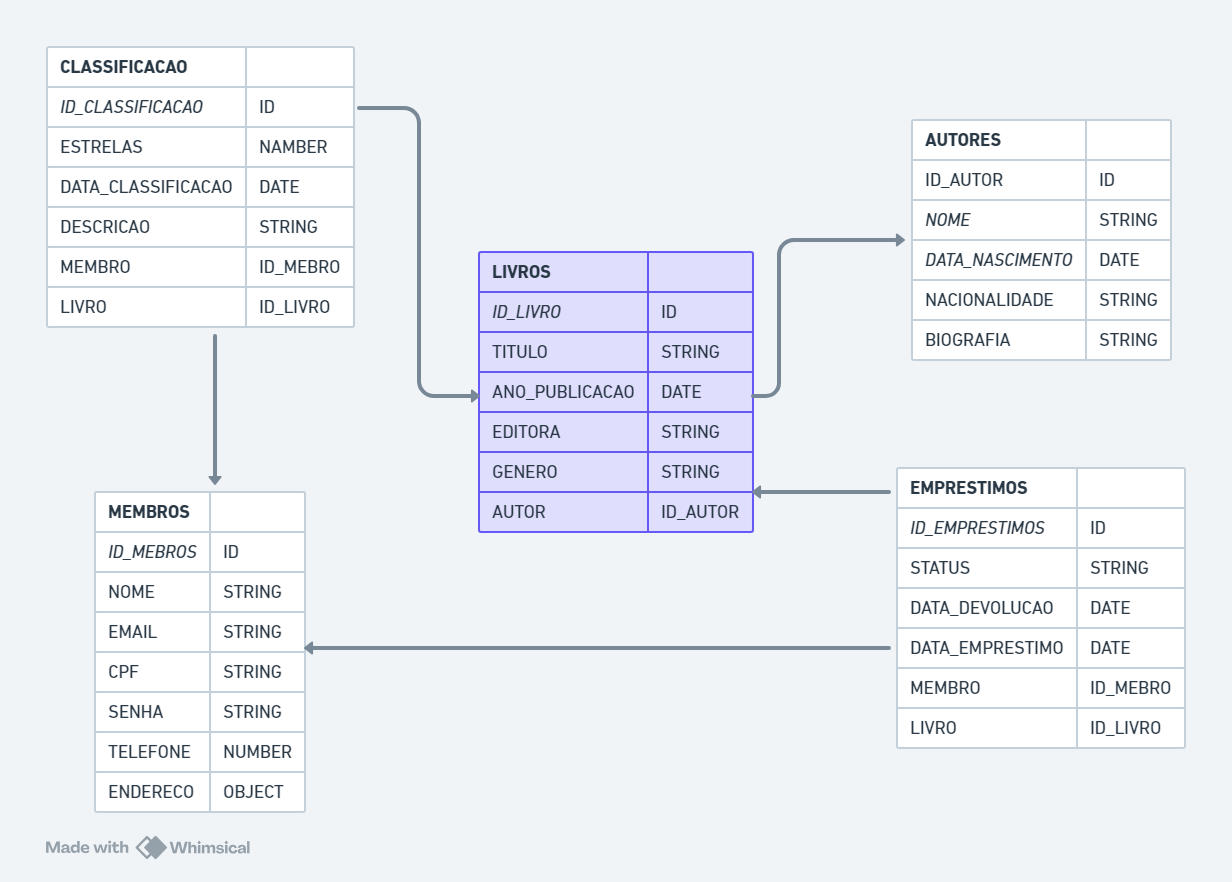 CLASSIFICACAO
ID_CLASSIFICACAO ID
ESTRELAS NAMBER
DATA_CLASSIFICACAO DATE
DESCRICAO STRING
MEMBRO ID_MEBRO
LIVRO ID_LIVRO
AUTORES
ID_AUTOR ID
NOME STRING
DATA_NASCIMENTO DATE
NACIONALIDADE STRING
BIOGRAFIA STRING
LIVROS
ID_LIVRO ID
TITULO STRING
ANO_PUBLICACAO DATE
EDITORA STRING
GENERO STRING
AUTOR ID_AUTOR
MEMBROS
ID_MEBROS ID
NOME STRING
EMAIL STRING
CPF STRING
SENHA STRING
TELEFONE NUMBER
ENDERECO OBJECT
EMPRESTIMOS
ID_EMPRESTIMOS ID
STATUS STRING
DATA_DEVOLUCAO DATE
DATA_EMPRESTIMO DATE
MEMBRO ID_MEBRO
LIVRO ID_LIVRO
Made with Whimsical